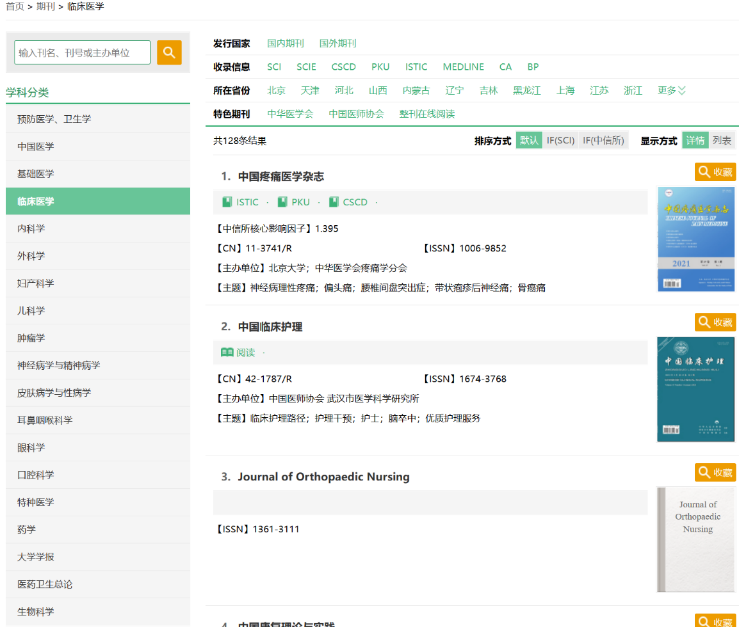 首页 > 期刊 > 临床医学
输入刊名、刊号或主办单位
学科分类
预防医学、卫生学
中国医学
基础医学
临床医学
内科学
外科学
妇产科学
儿科学
肿瘤学
神经病学与精神病学
皮肤病学与性病学
耳鼻咽喉科学
眼科学
口腔科学
特种医学
药学
大学学报
医药卫生总论
生物科学
发行国家 国内期刊 国外期刊
收录信息 SCI SCIE CSCD PKU ISTIC MEDLINE CA BP
所在省份 北京 天津 河北 山西 内蒙古 辽宁 吉林 黑龙江 上海 江苏 浙江 更多
特色期刊 中华医学会 中国医师协会 整刊在线阅读
共128条结果 排序方式 默认 IF(SCI) IF(中信所) 显示方式 详情 列表
收藏
1. 中国疼痛医学杂志
ISTIC · PKU · CSCD ·
【中信所核心影响因子】1.395
【CN】11-3741/R 【ISSN】1006-9852
【主办单位】北京大学；中华医学会疼痛学分会
【主题】神经病理性疼痛；偏头痛；腰椎间盘突出症；带状疱疹后神经痛；骨癌痛
中国疼痛医学杂志
2021
收藏
2. 中国临床护理
阅读 ·
【CN】42-1787/R 【ISSN】1674-3768
【主办单位】中国医师协会 武汉市医学科学研究所
【主题】临床护理路径；护理干预；护士；脑卒中；优质护理服务
中国临床护理
收藏
3. Journal of Orthopaedic Nursing
【ISSN】1361-3111
Journal of
Orthopaedic
Nursing
收藏
4. 中国康复理论与实践